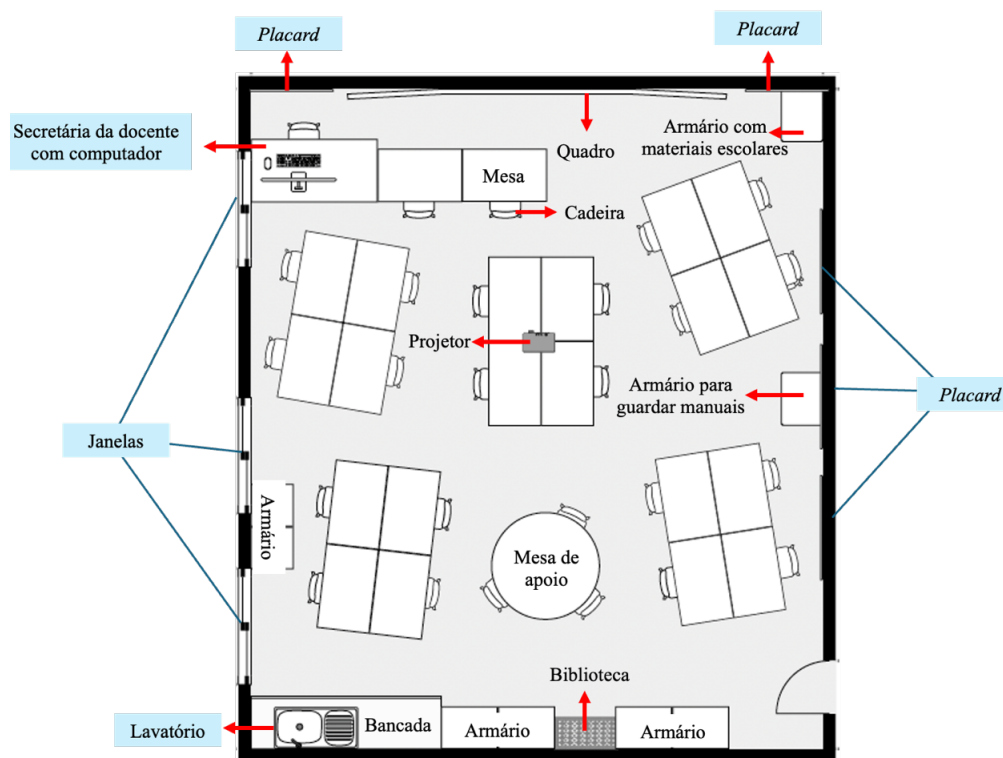 Placard
Placard
Secretária da docente
com computador
Quadro
Armário com
materiais escolares
Mesa
Cadeira
Projetor
Armário para
guardar manuais
Placard
Janelas
Armário
Mesa de
apoio
Biblioteca
Lavatório
Bancada
Armário
Armário